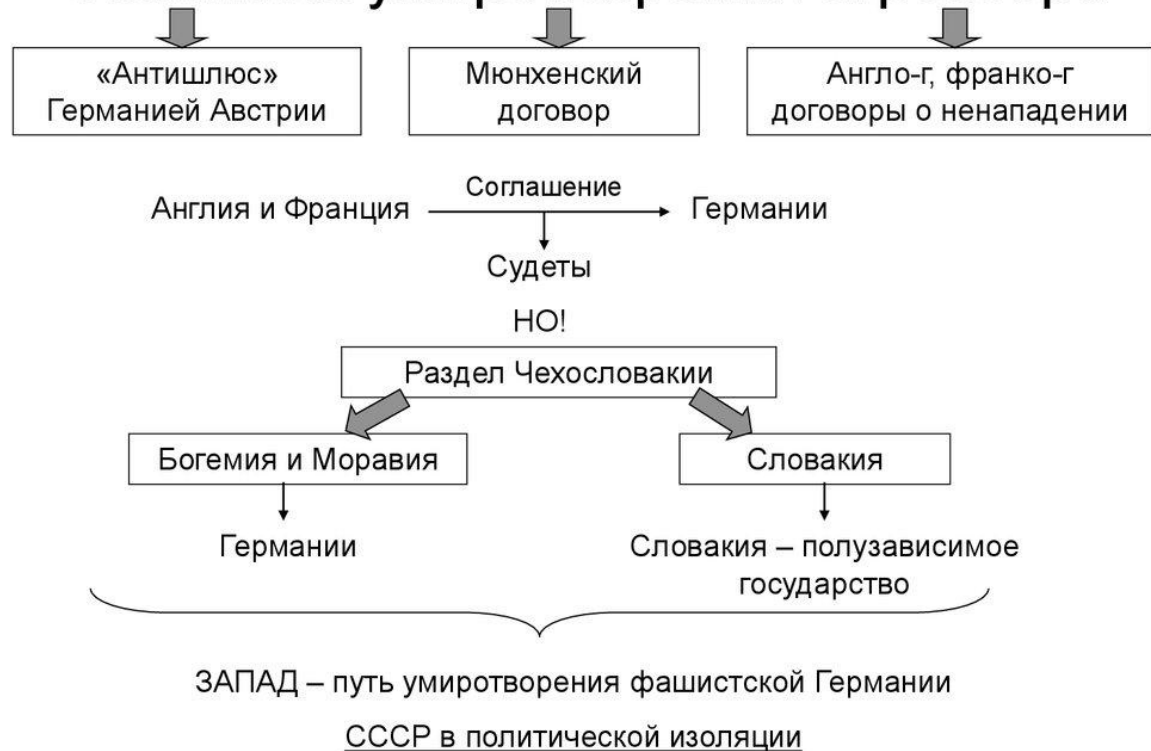 «Антишлюс»
Германией Австрии
Мюнхенский
договор
Англо-г, франко-г
договоры о ненападении
Соглашение
Англия и Франция
Германии
Судеты
НО!
Раздел Чехословакии
Богемия и Моравия
Словакия
Германии
Словакия – полузависимое
государство
ЗАПАД – путь умиротворения фашистской Германии
СССР в политической изоляции